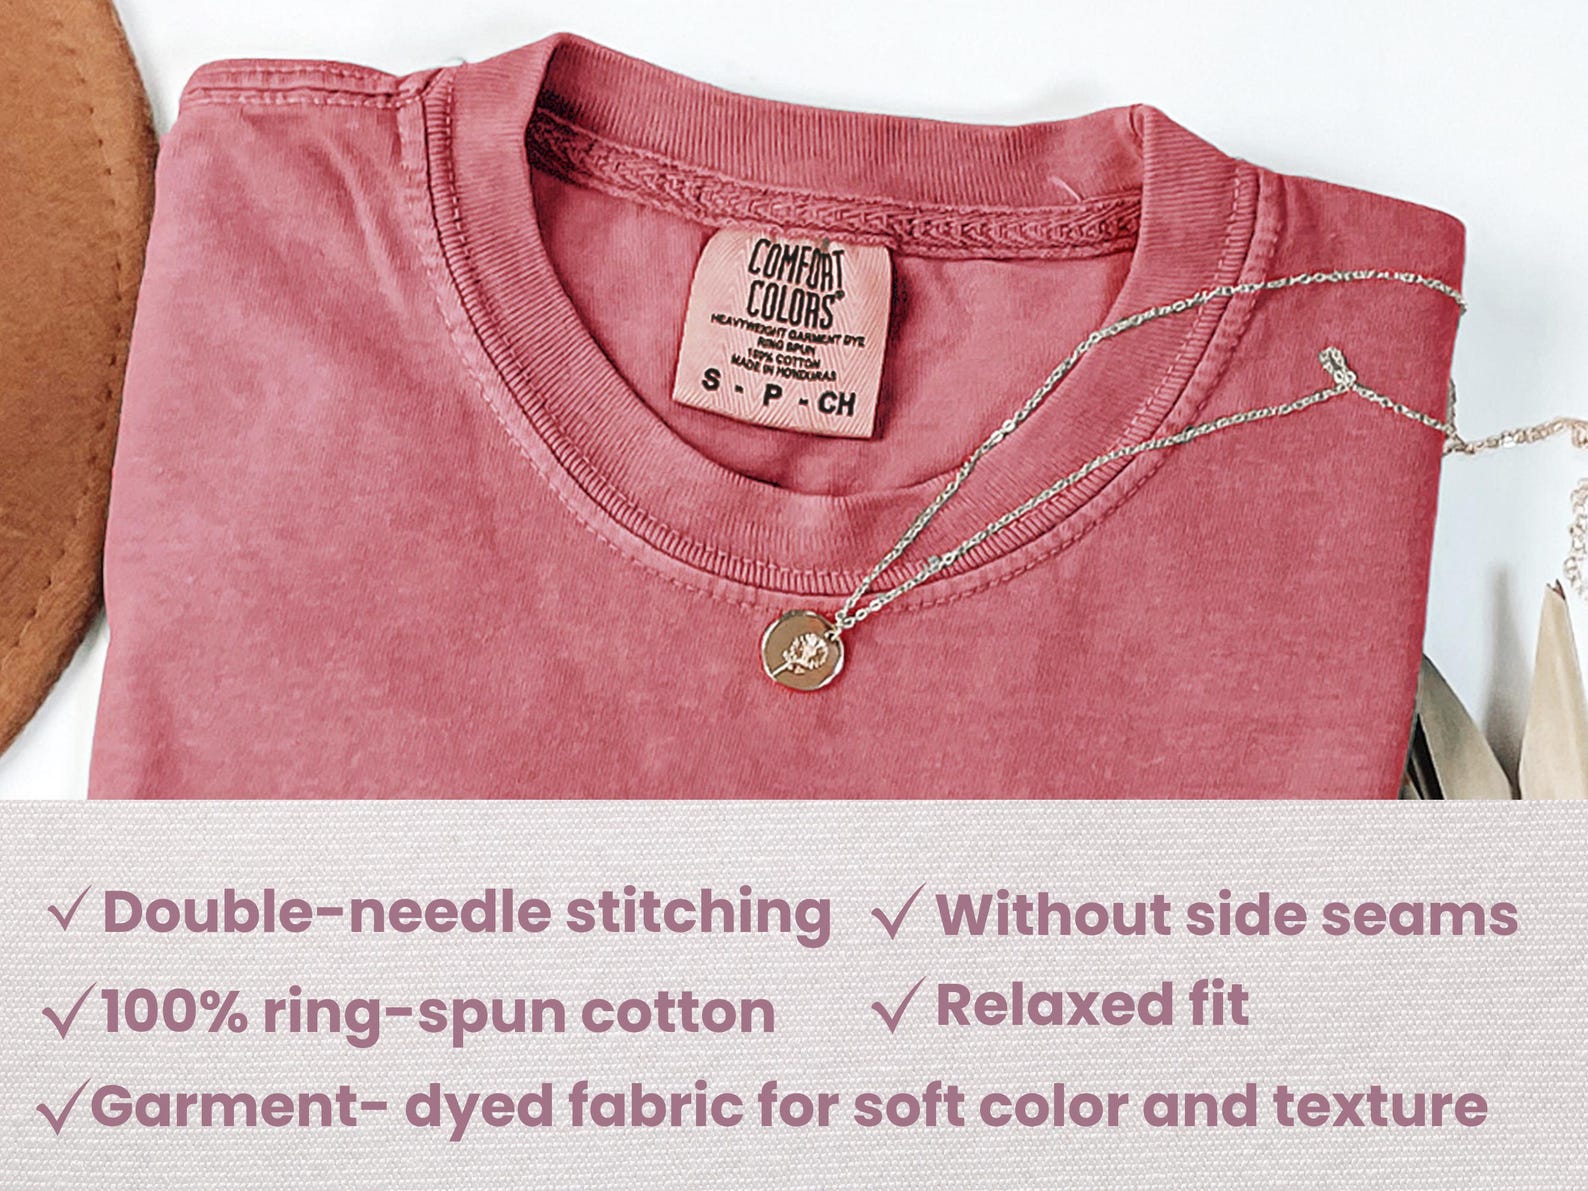 COMFORT
COLORS®
HEAVYWEIGHT GARMENT DYE
RING SPUN
100% COTTON
MADE IN HONDURAS
S - P - CH
✓ Double-needle stitching
✓ Without side seams
✓ 100% ring-spun cotton
✓ Relaxed fit
✓ Garment- dyed fabric for soft color and texture